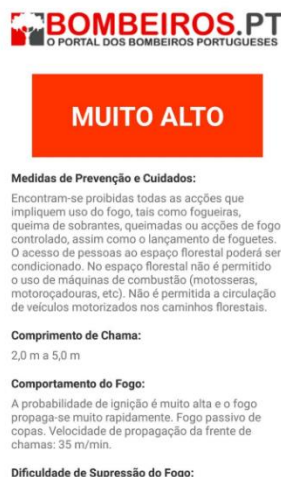 BOMBEIROS.PT
O PORTAL DOS BOMBEIROS PORTUGUESES
MUITO ALTO
Medidas de Prevenção e Cuidados:
Encontram-se proibidas todas as acções que
impliquem uso do fogo, tais como fogueiras,
queima de sobrantes, queimadas ou acções de fogo
controlado, assim como o lançamento de foguetes.
O acesso de pessoas ao espaço florestal poderá ser
condicionado. No espaço florestal não é permitido
o uso de máquinas de combustão (motosseras,
motoroçadouras, etc). Não é permitida a circulação
de veículos motorizados nos caminhos florestais.
Comprimento de Chama:
2,0 m a 5,0 m
Comportamento do Fogo:
A probabilidade de ignição é muito alta e o fogo
propaga-se muito rapidamente. Fogo passivo de
copas. Velocidade de propagação da frente de
chamas: 35 m/min.
Dificuldade de Supressão do Fogo: